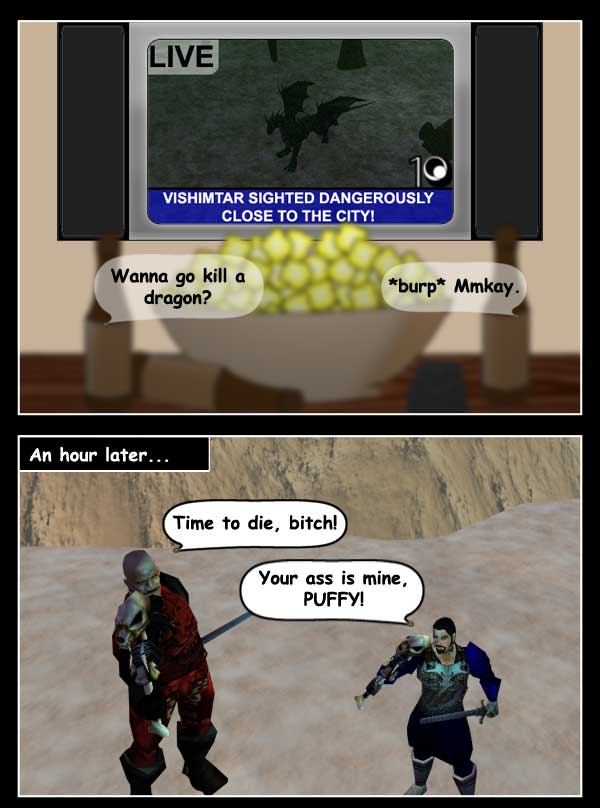 LIVE
10
VISHIMTAR SIGHTED DANGEROUSLY
CLOSE TO THE CITY!
Wanna go kill a
dragon?
*burp* Mmkay.
An hour later...
Time to die, bitch!
Your ass is mine,
PUFFY!